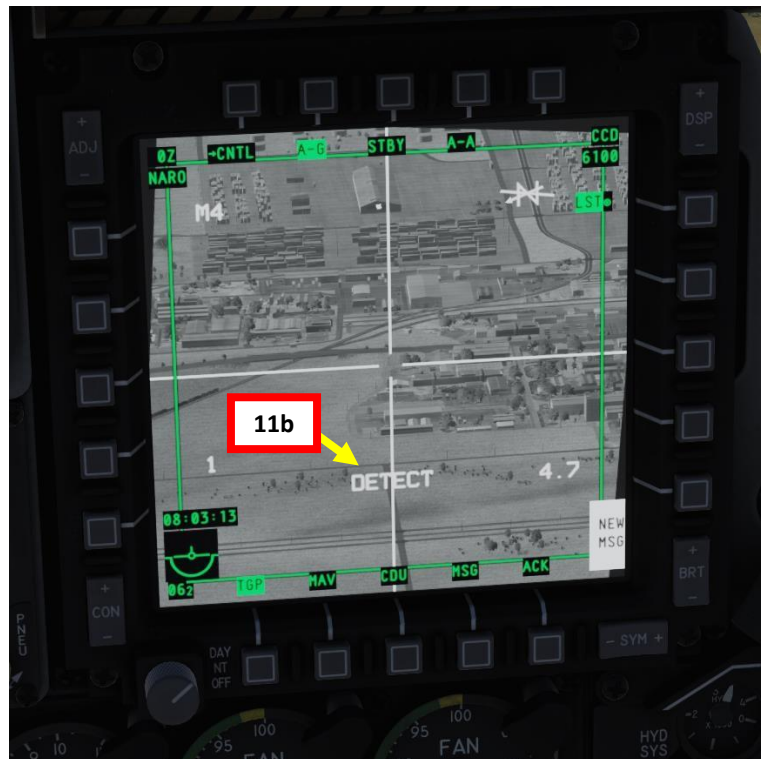 +
ADJ
-
+
DSP
-
0Z
→CNTL
A-G
STBY
A-A
CCD
6100
NARO
M4
LST
11b
1
DETECT
4.7
08:03:13
NEW
MSG
062
TGP
MAV
CDU
MSG
ACK
+
CON
-
+
BRT
-
- SYM +
DAY
NT
OFF
PNEU
10
100
95
FAN
100
95
FAN
HYD
SYS